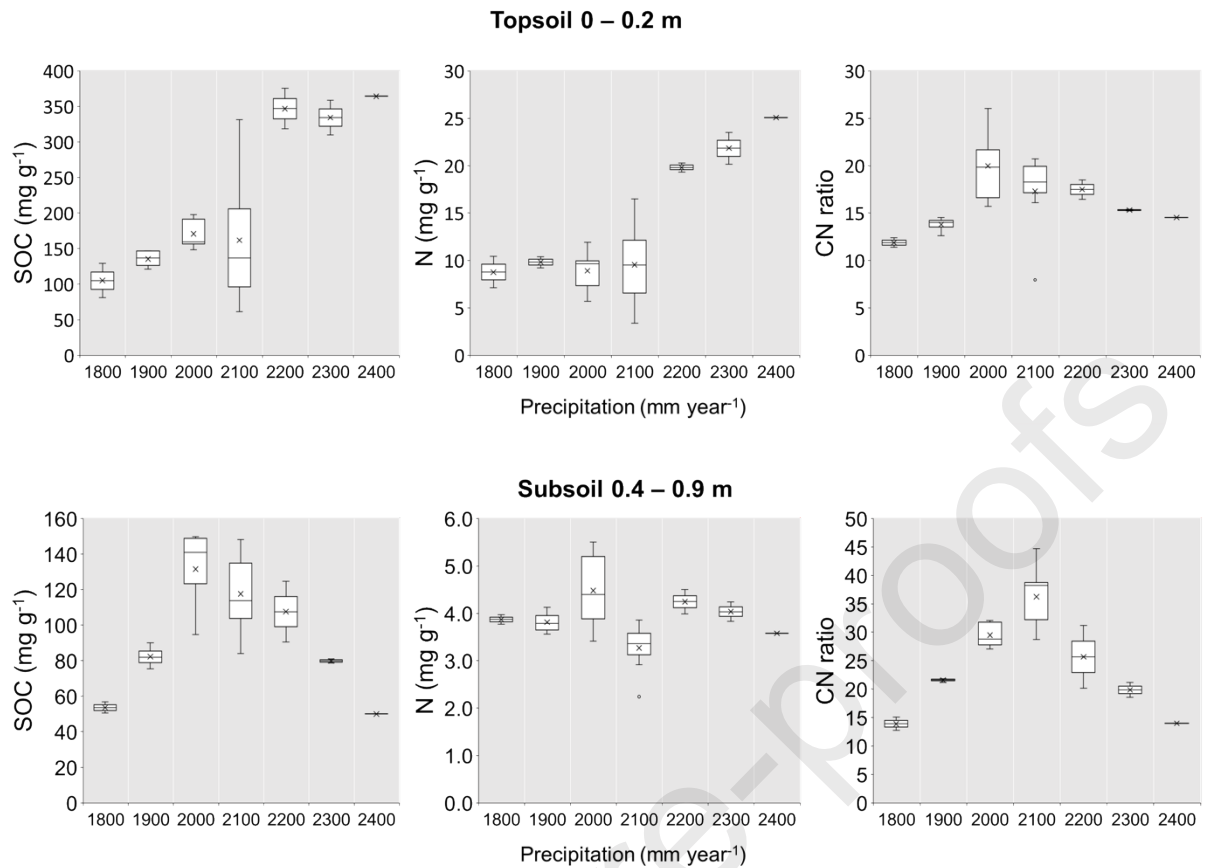 Topsoil 0 – 0.2 m
SOC (mg g-1)
400
350
300
250
200
150
100
50
0
1800 1900 2000 2100 2200 2300 2400
N (mg g-1)
30
25
20
15
10
5
0
1800 1900 2000 2100 2200 2300 2400
CN ratio
30
25
20
15
10
5
0
1800 1900 2000 2100 2200 2300 2400
Precipitation (mm year-1)
Subsoil 0.4 – 0.9 m
SOC (mg g-1)
160
140
120
100
80
60
40
20
0
1800 1900 2000 2100 2200 2300 2400
N (mg g-1)
6.0
5.0
4.0
3.0
2.0
1.0
0.0
1800 1900 2000 2100 2200 2300 2400
CN ratio
50
45
40
35
30
25
20
15
10
5
0
1800 1900 2000 2100 2200 2300 2400
Precipitation (mm year-1)
re-proofs